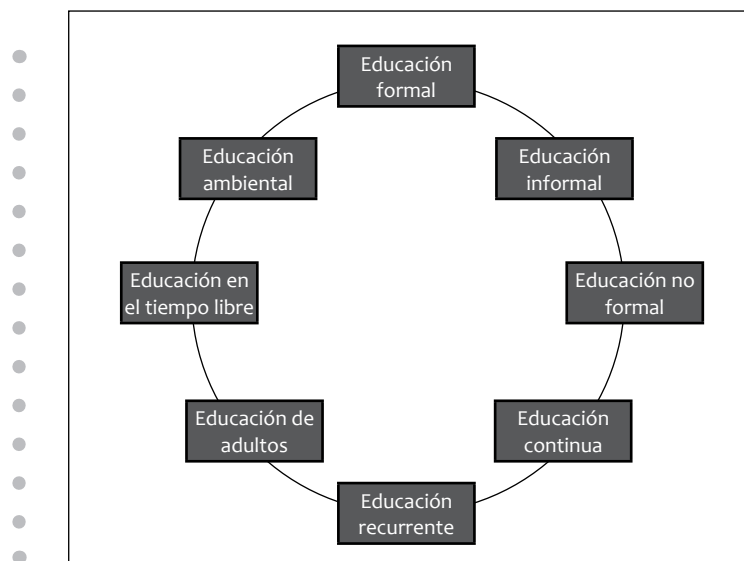 Educación
formal
Educación
informal
Educación no
formal
Educación
continua
Educación
recurrente
Educación de
adultos
Educación en
el tiempo libre
Educación
ambiental